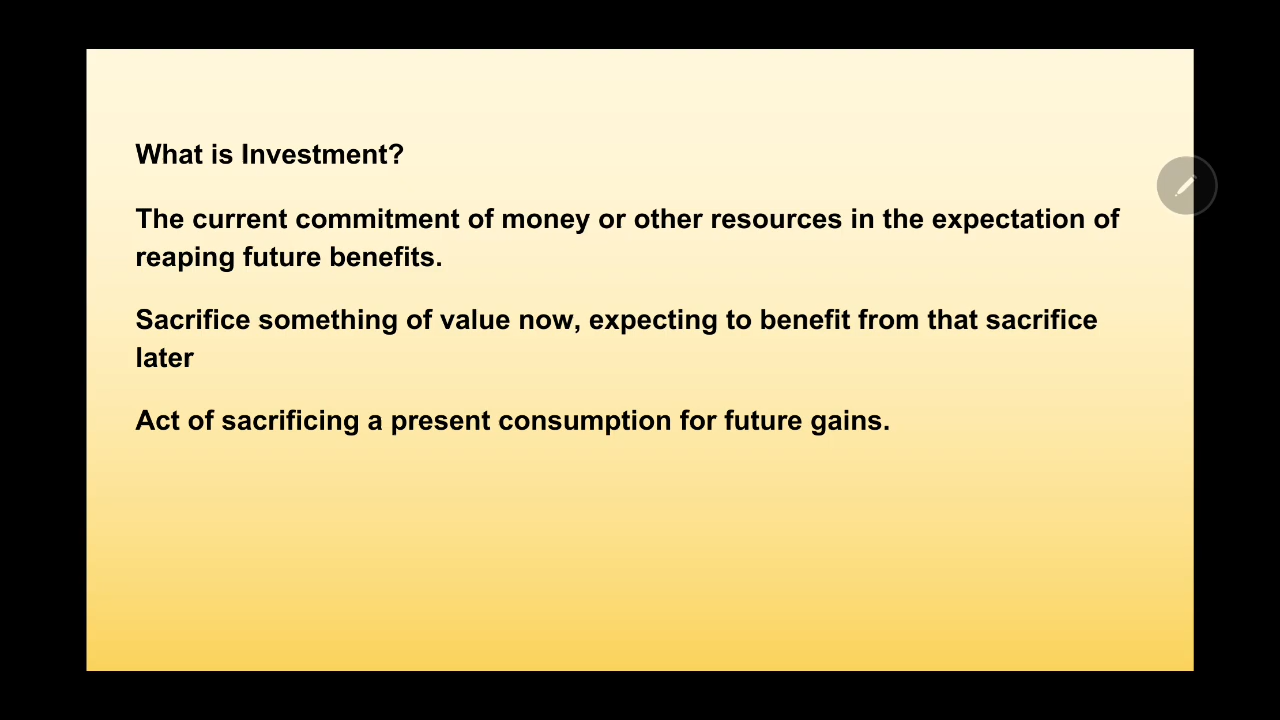 What is Investment?
The current commitment of money or other resources in the expectation of
reaping future benefits.
Sacrifice something of value now, expecting to benefit from that sacrifice
later
Act of sacrificing a present consumption for future gains.